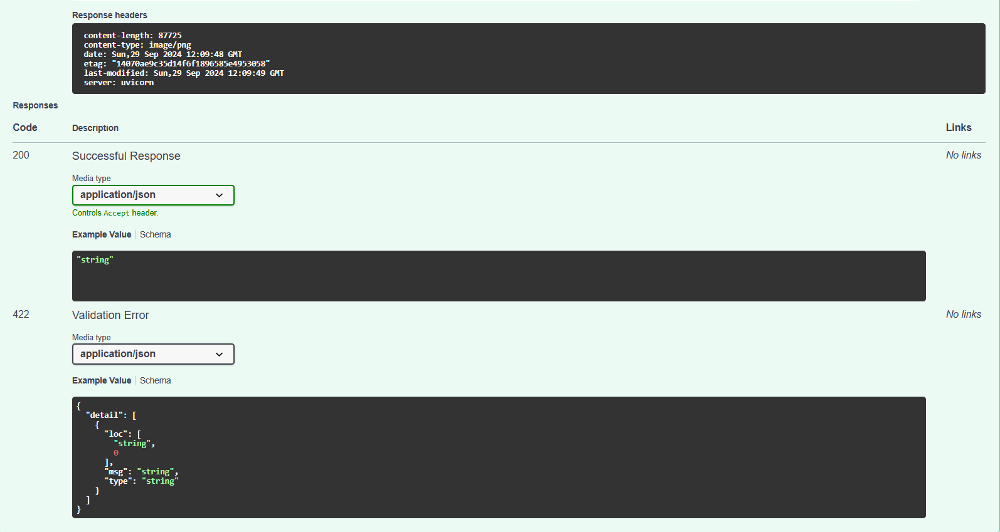 Response headers
content-length: 87725
content-type: image/png
date: Sun,29 Sep 2024 12:09:48 GMT
etag: "14070ae9c35d14f6f1896585e4953058"
last-modified: Sun,29 Sep 2024 12:09:49 GMT
server: uvicorn
Responses
Code Description Links
200 Successful Response No links
Media type
application/json
Controls Accept header.
Example Value Schema
"string"
422 Validation Error No links
Media type
application/json
Example Value Schema
{
  "detail": [
    {
      "loc": [
        "string",
        0
      ],
      "msg": "string",
      "type": "string"
    }
  ]
}